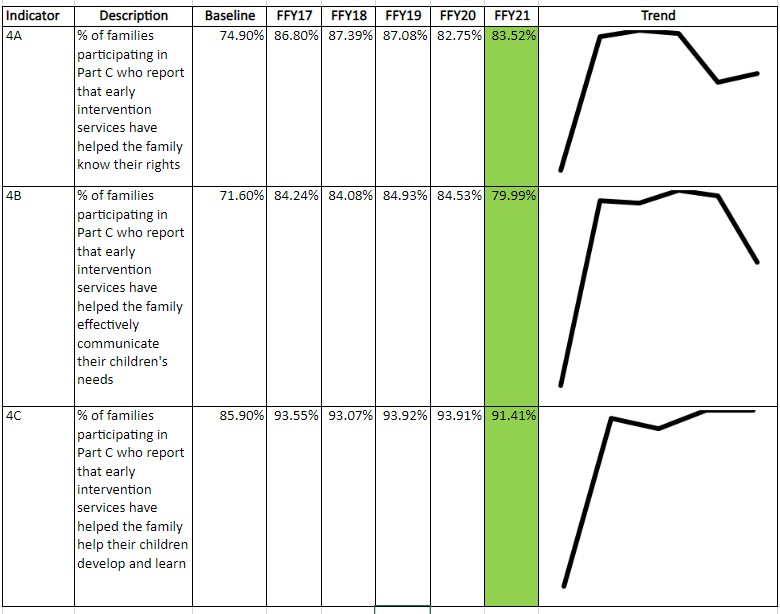 Indicator Description Baseline FFY17 FFY18 FFY19 FFY20 FFY21 Trend
4A % of families 74.90% 86.80% 87.39% 87.08% 82.75% 83.52%
participating in
Part C who report
that early
intervention
services have
helped the family
know their rights
4B % of families 71.60% 84.24% 84.08% 84.93% 84.53% 79.99%
participating in
Part C who report
that early
intervention
services have
helped the family
effectively
communicate
their children's
needs
4C % of families 85.90% 93.55% 93.07% 93.92% 93.91% 91.41%
participating in
Part C who report
that early
intervention
services have
helped the family
help their children
develop and learn